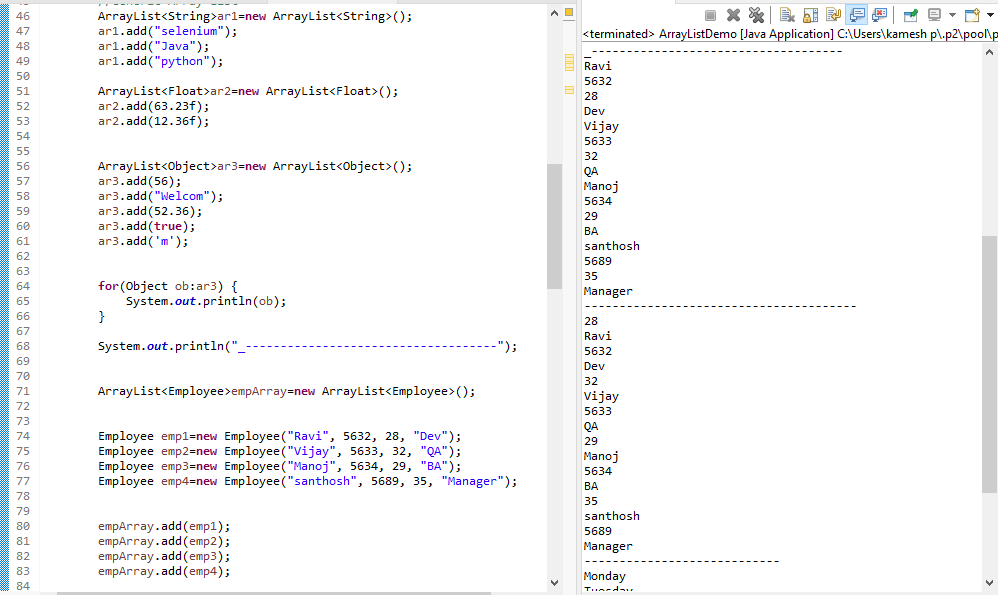 46 //Generic Array List
ArrayList<String>ar1=new ArrayList<String>();
47 ar1.add("selenium");
48 ar1.add("Java");
49 ar1.add("python");
50
51 ArrayList<Float>ar2=new ArrayList<Float>();
52 ar2.add(63.23f);
53 ar2.add(12.36f);
54
55
56 ArrayList<Object>ar3=new ArrayList<Object>();
57 ar3.add(56);
58 ar3.add("Welcom");
59 ar3.add(52.36);
60 ar3.add(true);
61 ar3.add('m');
62
63
64 for(Object ob:ar3) {
65 System.out.println(ob);
66 }
67
68 System.out.println("_------------------------------------");
69
70
71 ArrayList<Employee>empArray=new ArrayList<Employee>();
72
73
74 Employee emp1=new Employee("Ravi", 5632, 28, "Dev");
75 Employee emp2=new Employee("Vijay", 5633, 32, "QA");
76 Employee emp3=new Employee("Manoj", 5634, 29, "BA");
77 Employee emp4=new Employee("santhosh", 5689, 35, "Manager");
78
79
80 empArray.add(emp1);
81 empArray.add(emp2);
82 empArray.add(emp3);
83 empArray.add(emp4);
84
<terminated> ArrayListDemo [Java Application] C:\Users\kamesh p\.p2\pool\p
_------------------------------------
Ravi
5632
28
Dev
Vijay
5633
32
QA
Manoj
5634
29
BA
santhosh
5689
35
Manager
---------------------------------------
28
Ravi
5632
Dev
32
Vijay
5633
QA
29
Manoj
5634
BA
35
santhosh
5689
Manager
----------------------------
Monday
Tuesday